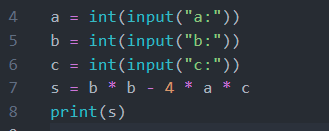 4 a = int(input("a:"))
5 b = int(input("b:"))
6 c = int(input("c:"))
7 s = b * b - 4 * a * c
8 print(s)